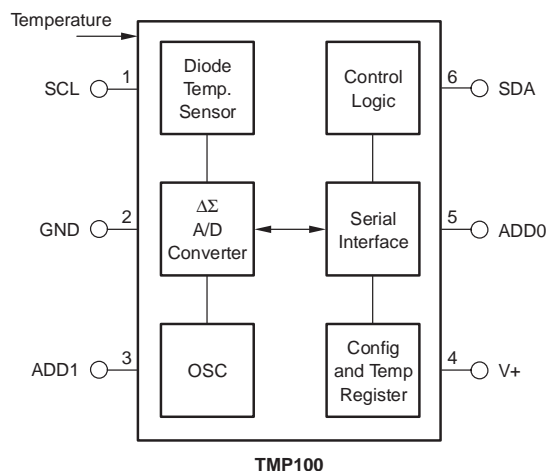 Temperature
SCL
1
Diode
Temp.
Sensor
Control
Logic
6
SDA
GND
2
ΔΣ
A/D
Converter
Serial
Interface
5
ADD0
ADD1
3
OSC
Config
and Temp
Register
4
V+
TMP100